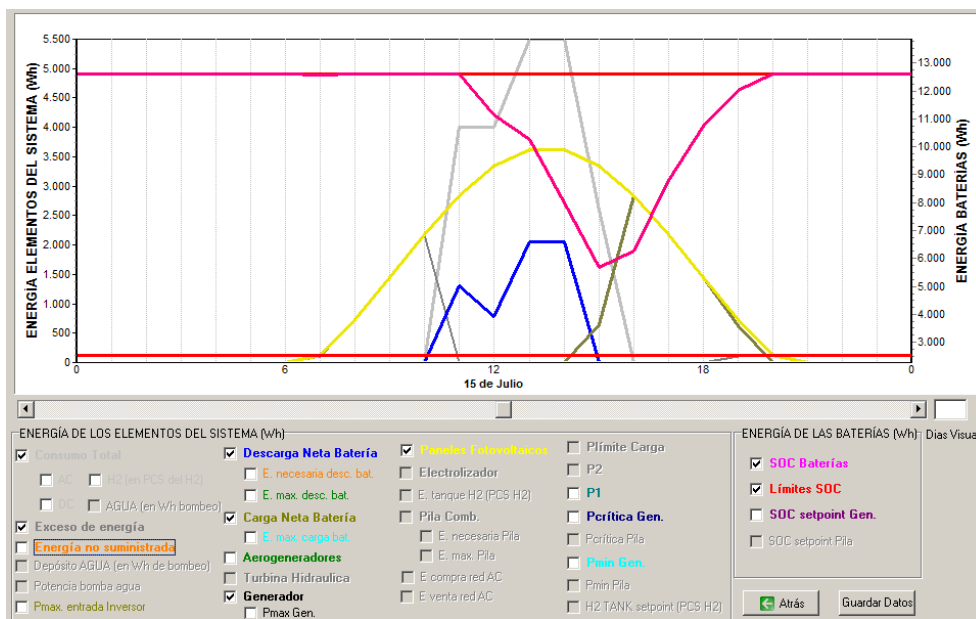 5.500
5.000
4.500
4.000
3.500
3.000
2.500
2.000
1.500
1.000
500
0
ENERGÍA ELEMENTOS DEL SISTEMA (Wh)
13.000
12.000
11.000
10.000
9.000
8.000
7.000
6.000
5.000
4.000
3.000
ENERGÍA BATERÍAS (Wh)
0 6 12 18 0
15 de Julio
ENERGÍA DE LOS ELEMENTOS DEL SISTEMA (Wh)
Consumo Total
AC H2 (en PCS del H2)
DC AGUA (en Wh bombeo)
Exceso de energía
Energía no suministrada
Depósito AGUA (en Wh de bombeo)
Potencia bomba agua
Pmax. entrada Inversor
Descarga Neta Batería
E. necesaria desc. bat.
E. max. desc. bat.
Carga Neta Batería
E. max. carga bat.
Aerogeneradores
Turbina Hidraulica
Generador
Pmax Gen.
Paneles Fotovoltaicos
Electrolizador
E. tanque H2 (PCS H2)
Pila Comb.
E. necesaria Pila
E. max. Pila
E compra red AC
E venta red AC
Plímite Carga
P2
P1
Pcrítica Gen.
Pcrítica Pila
Pmin Gen.
Pmin Pila
H2 TANK setpoint (PCS H2)
ENERGÍA DE LAS BATERÍAS (Wh)
SOC Baterías
Límites SOC
SOC setpoint Gen.
SOC setpoint Pila
Dias Visua
Atrás
Guardar Datos